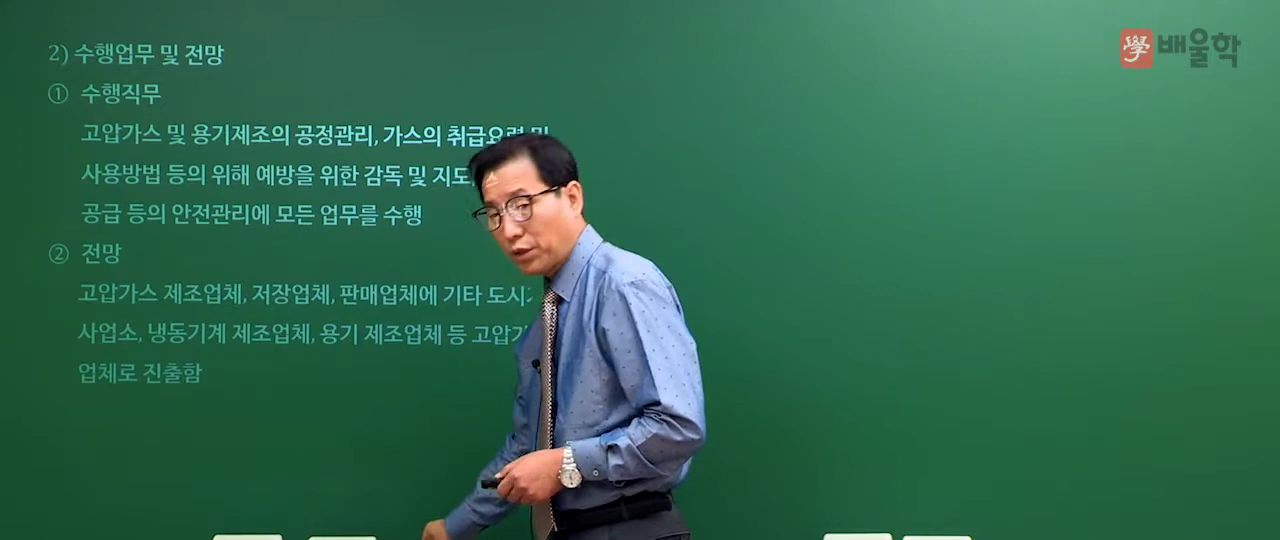 2) 수행업무 및 전망
① 수행직무
고압가스 및 용기제조의 공정관리, 가스의 취급요령 및
사용방법 등의 위해 예방을 위한 감독 및 지도,
공급 등의 안전관리에 모든 업무를 수행
② 전망
고압가스 제조업체, 저장업체, 판매업체에 기타
사업소, 냉동기계 제조업체, 용기 제조업체 등
업체로 진출함
學 배울학